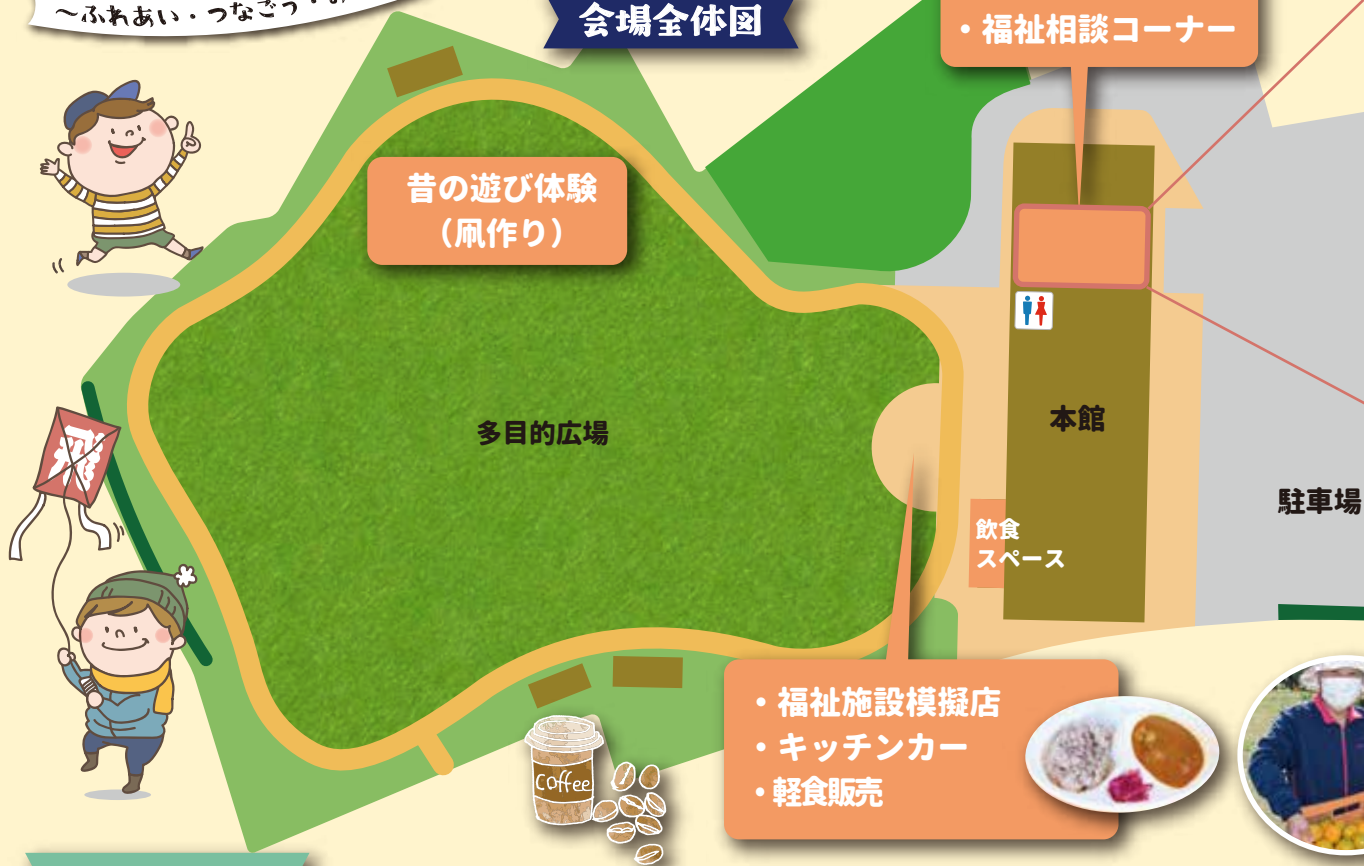 ～ふれあい・つなごう・
会場全体図
・福祉相談コーナー
昔の遊び体験
（凧作り）
多目的広場
本館
飛
駐車場
飲食
スペース
・福祉施設模擬店
・キッチンカー
・軽食販売
coffee